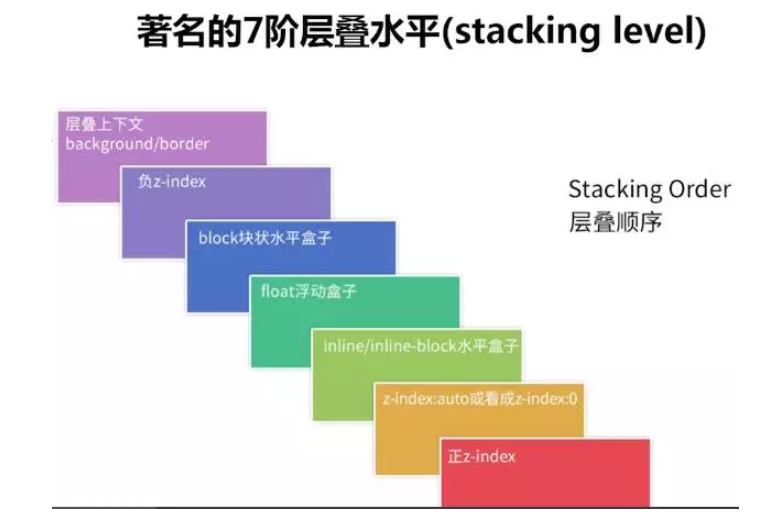 著名的7阶层叠水平(stacking level)
层叠上下文
background/border
负z-index
block块状水平盒子
float浮动盒子
inline/inline-block水平盒子
z-index:auto或看成z-index:0
正z-index
Stacking Order
层叠顺序